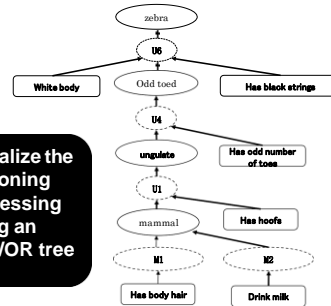 zebra
U6
White body
Odd toed
Has black strings
U4
Has odd number
of toes
ungulate
U1
Has hoofs
mammal
M1
M2
Has body hair
Drink milk
alize the
oning
essing
g an
/OR tree